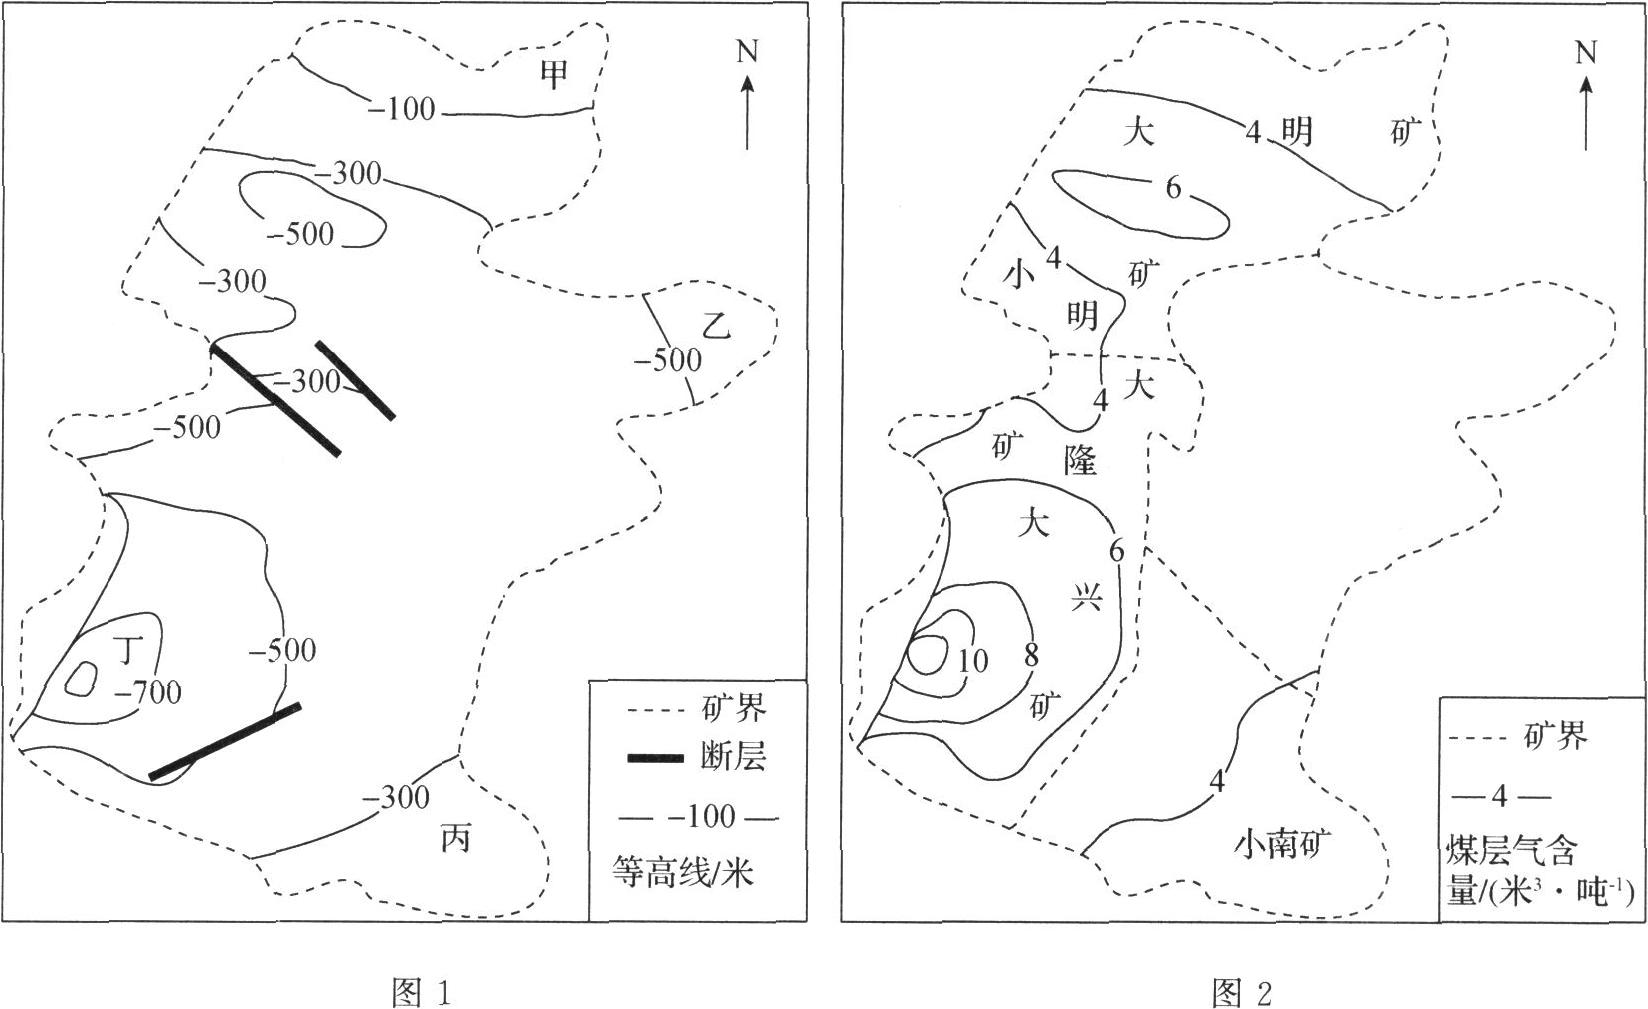 N
甲
-100
-300
-500
-300
乙
-500
-300
-500
丁
-500
-700
-300
丙
矿界
断层
-100
等高线/米
图 1
N
大 4 明 矿
6
4
小 矿
明
大
4
矿 隆
大
6
兴
10 8
矿
4
小南矿
矿界
4
煤层气含
量/(米³·吨⁻¹)
图 2